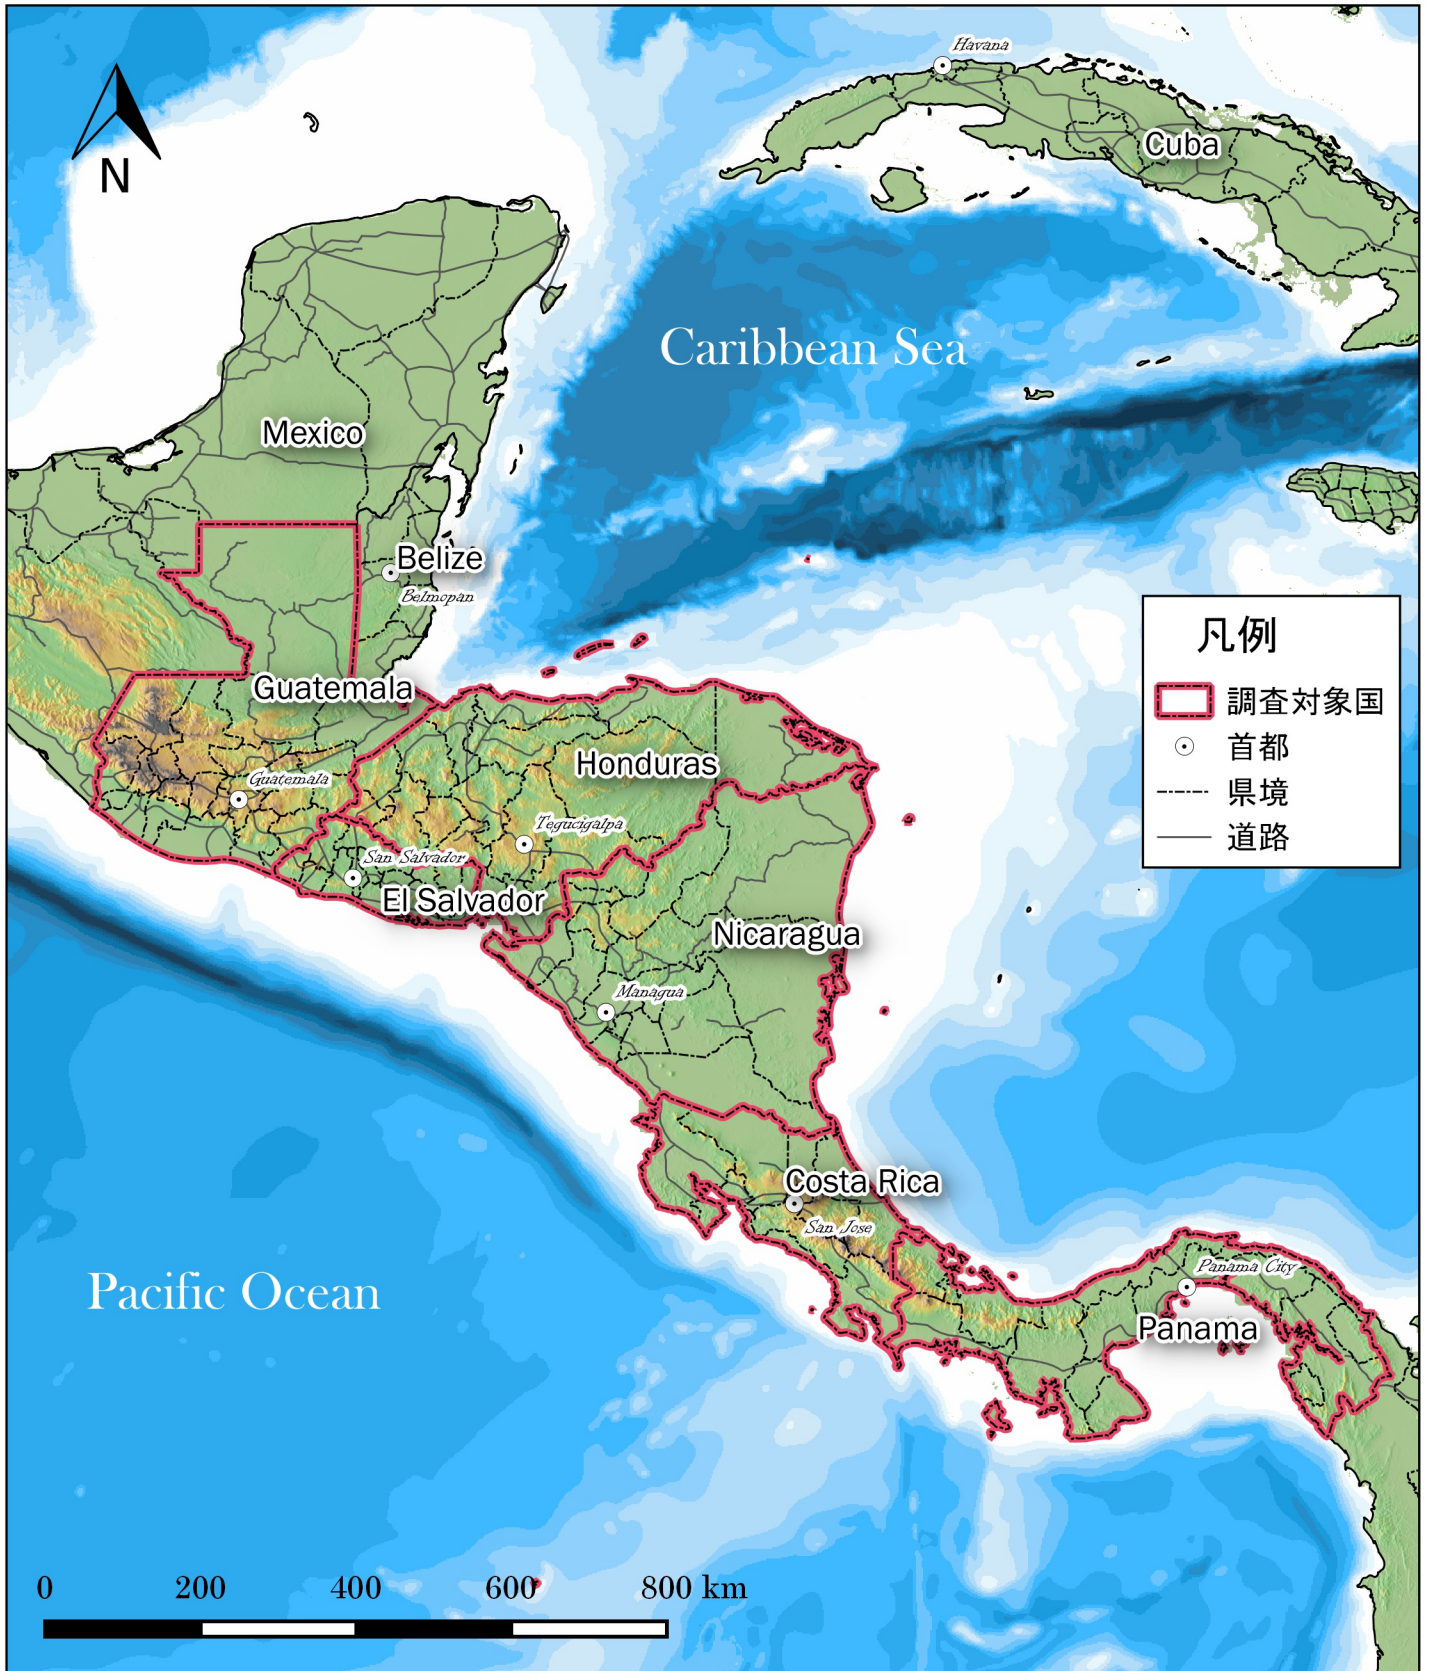 Havana
Cuba
N
Caribbean Sea
Mexico
Belize
Belmopan
凡例
調査対象国
首都
県境
道路
Guatemala
Honduras
Guatemala
Tegucigalpa
San Salvador
El Salvador
Nicaragua
Managua
Costa Rica
San Jose
Panama City
Pacific Ocean
Panama
0 200 400 600 800 km